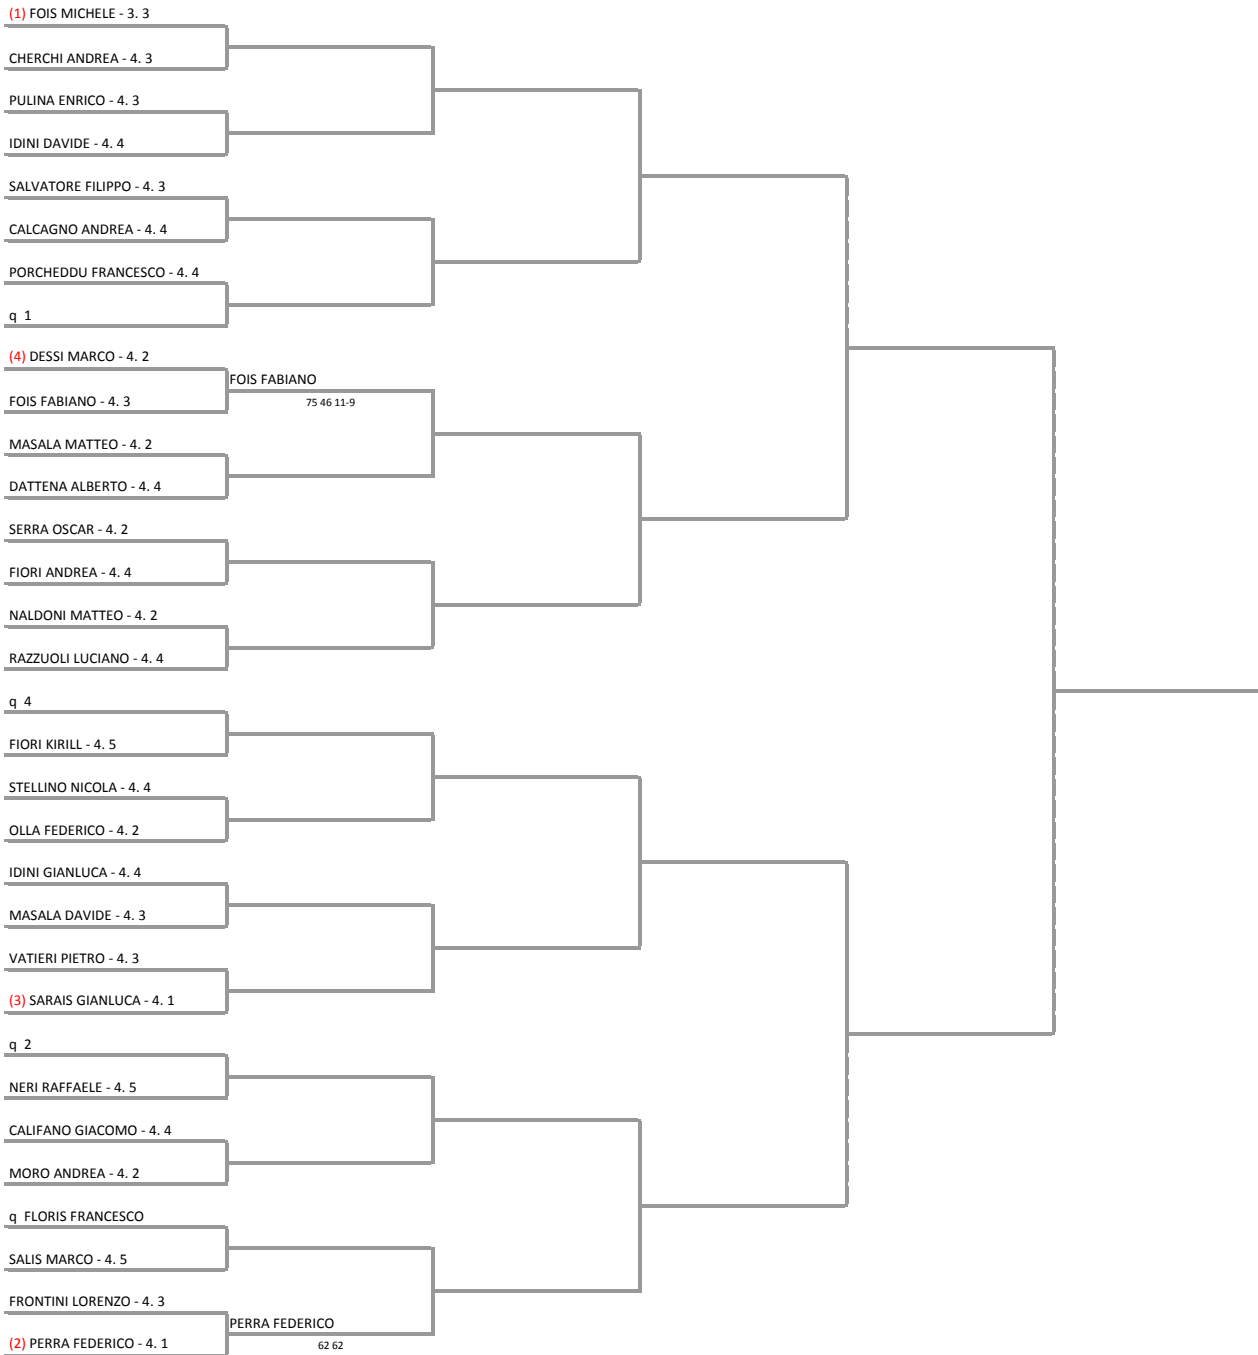 (1) FOIS MICHELE - 3. 3
CHERCHI ANDREA - 4. 3
PULINA ENRICO - 4. 3
IDINI DAVIDE - 4. 4
SALVATORE FILIPPO - 4. 3
CALCAGNO ANDREA - 4. 4
PORCHEDDU FRANCESCO - 4. 4
q 1
(4) DESSI MARCO - 4. 2
FOIS FABIANO
FOIS FABIANO - 4. 3
75 46 11-9
MASALA MATTEO - 4. 2
DATTENA ALBERTO - 4. 4
SERRA OSCAR - 4. 2
FIORI ANDREA - 4. 4
NALDONI MATTEO - 4. 2
RAZZUOLI LUCIANO - 4. 4
q 4
FIORI KIRILL - 4. 5
STELLINO NICOLA - 4. 4
OLLA FEDERICO - 4. 2
IDINI GIANLUCA - 4. 4
MASALA DAVIDE - 4. 3
VATIERI PIETRO - 4. 3
(3) SARAIS GIANLUCA - 4. 1
q 2
NERI RAFFAELE - 4. 5
CALIFANO GIACOMO - 4. 4
MORO ANDREA - 4. 2
q FLORIS FRANCESCO
SALIS MARCO - 4. 5
FRONTINI LORENZO - 4. 3
PERRA FEDERICO
(2) PERRA FEDERICO - 4. 1
62 62